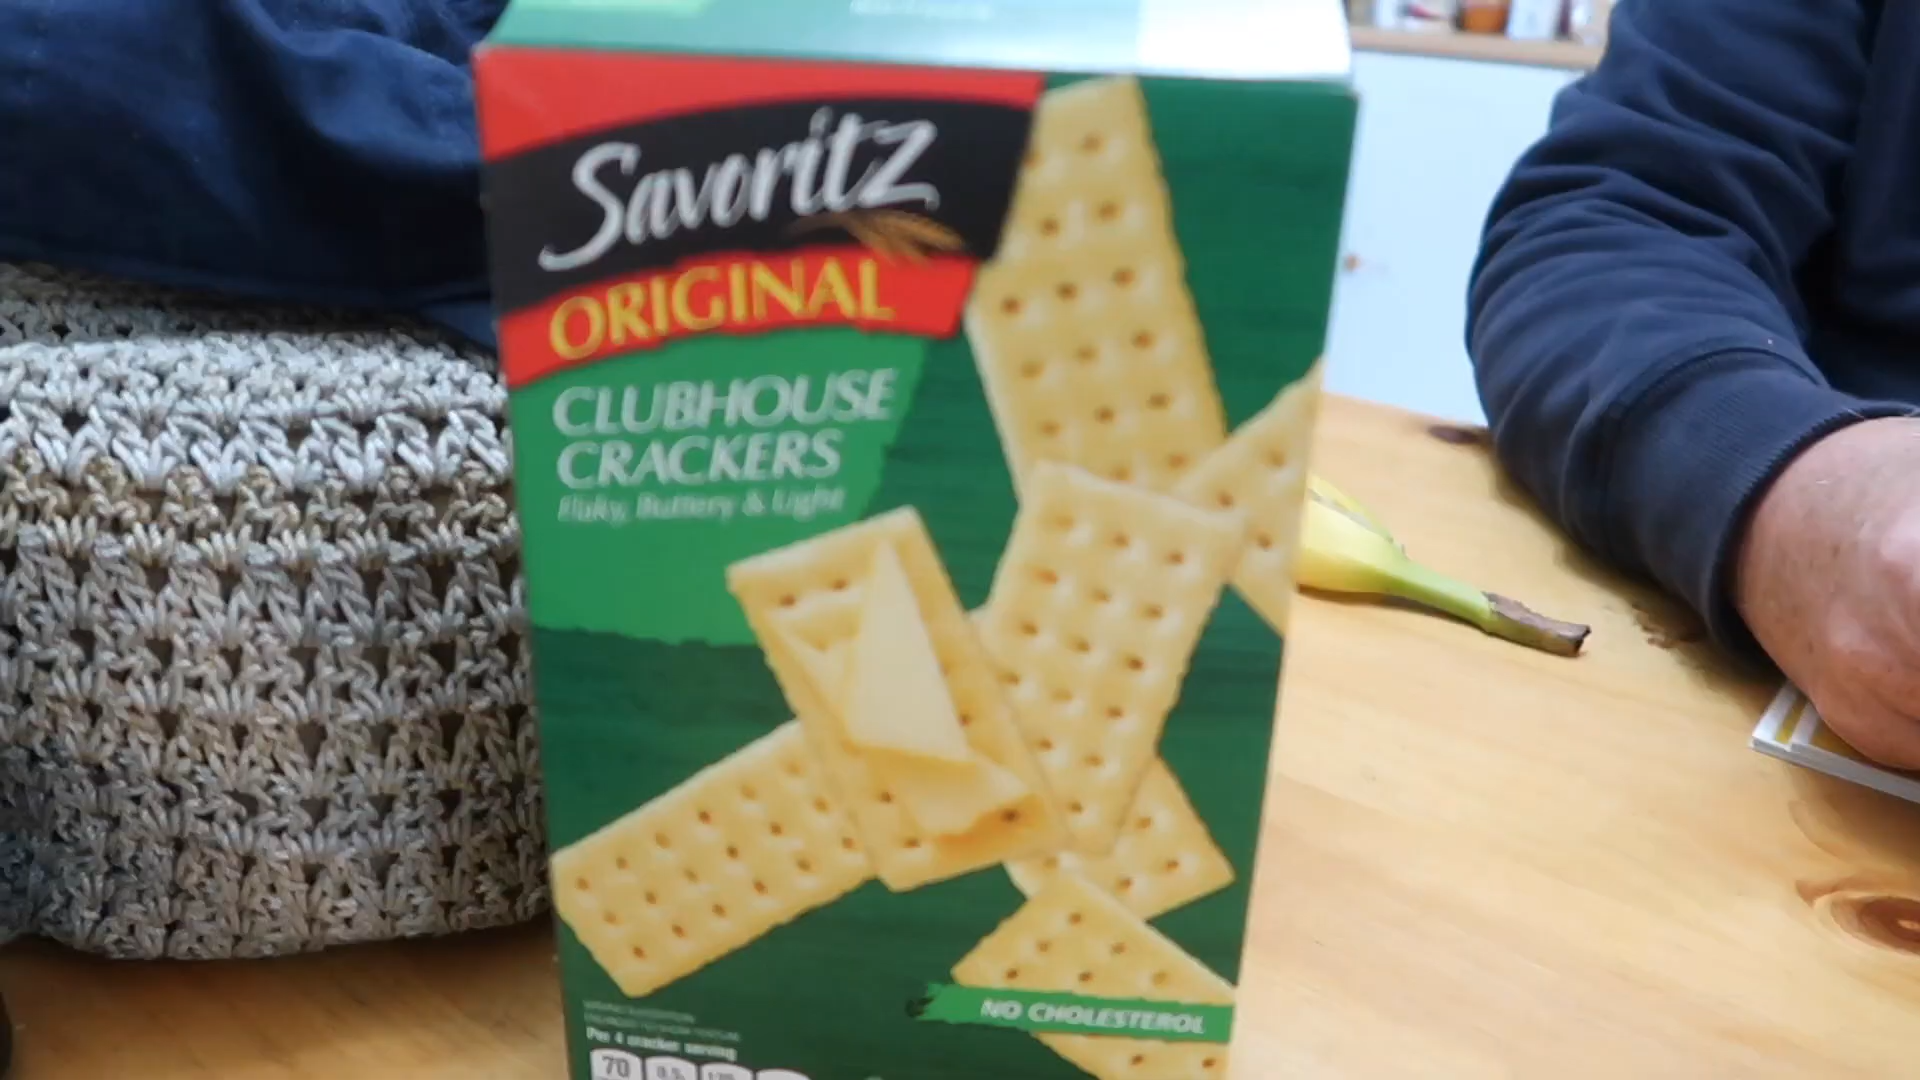 Savoritz
ORIGINAL
CLUBHOUSE
CRACKERS
Flaky, Buttery & Light
NO CHOLESTEROL
Per 4 cracker serving
70